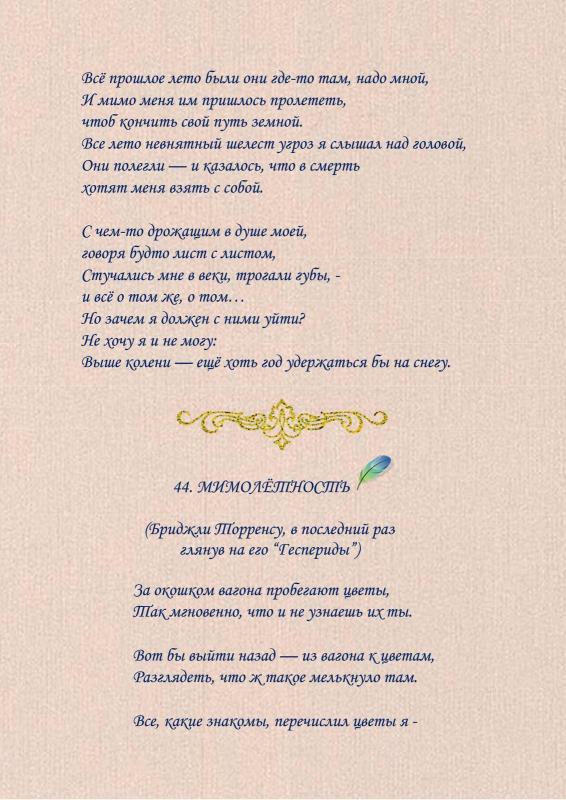 Всё прошлое лето были они где-то там, надо мной,
И мимо меня им пришлось пролететь,
чтоб кончить свой путь земной.
Все лето невнятный шелест угроз я слышал над головой,
Они полегли — и казалось, что в смерть
хотят меня взять с собой.
С чем-то дрожащим в душе моей,
говоря будто лист с листом,
Стучались мне в веки, трогали губы, -
и всё о том же, о том…
Но зачем я должен с ними уйти?
Не хочу я и не могу:
Выше колени — ещё хоть год удержаться бы на снегу.
44. МИМОЛЁТНОСТЬ
(Бриджли Торренсу, в последний раз
глянув на его “Геспериды”)
За окошком вагона пробегают цветы,
Так мгновенно, что и не узнаешь их ты.
Вот бы выйти назад — из вагона к цветам,
Разглядеть, что ж такое мелькнуло там.
Все, какие знакомы, перечислил цветы я -